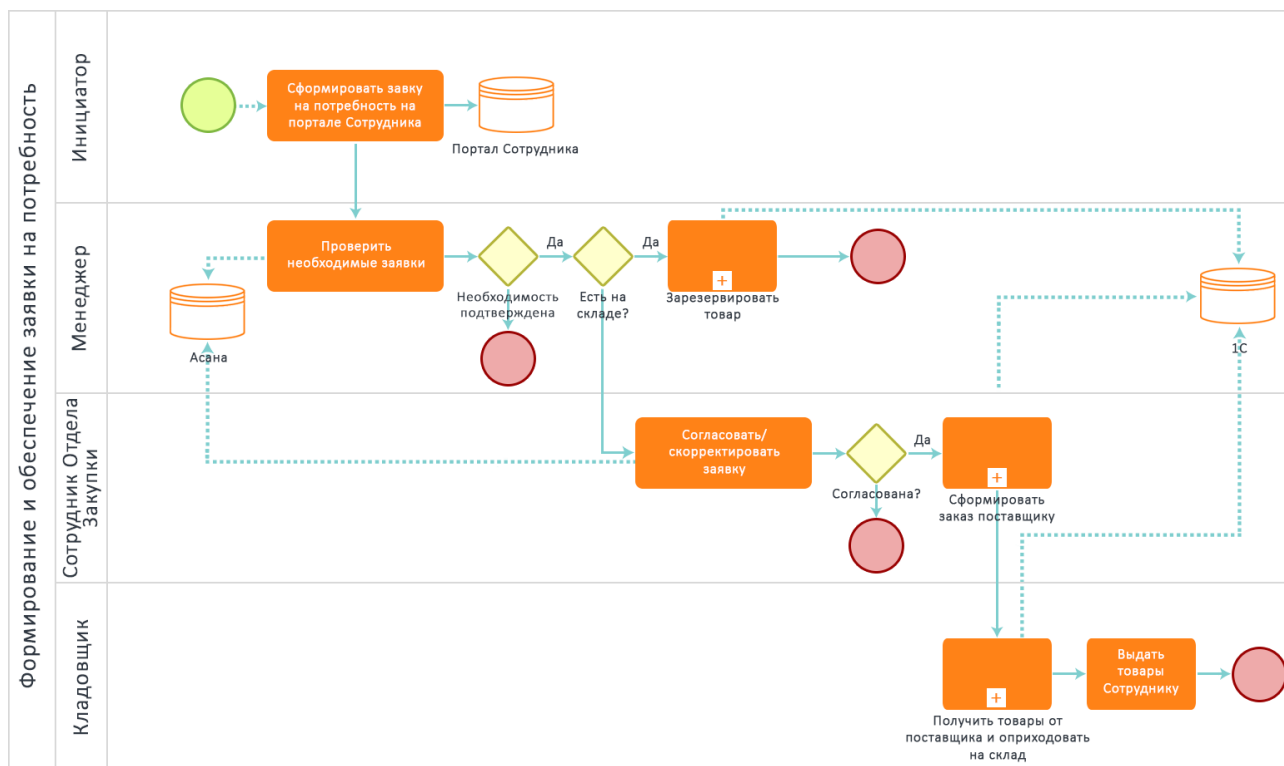 Формирование и обеспечение заявки на потребность
Инициатор
Сформировать завку
на потребность на
портале Сотрудника
Портал Сотрудника
Менеджер
Проверить
необходимые заявки
Да
Да
Необходимость
подтверждена
Есть на
складе?
Зарезервировать
товар
Асана
1С
Сотрудник Отдела
Закупки
Согласовать/
скорректировать
заявку
Да
Согласована?
Сформировать
заказ поставщику
Кладовщик
Выдать
товары
Сотруднику
Получить товары от
поставщика и оприходовать
на склад